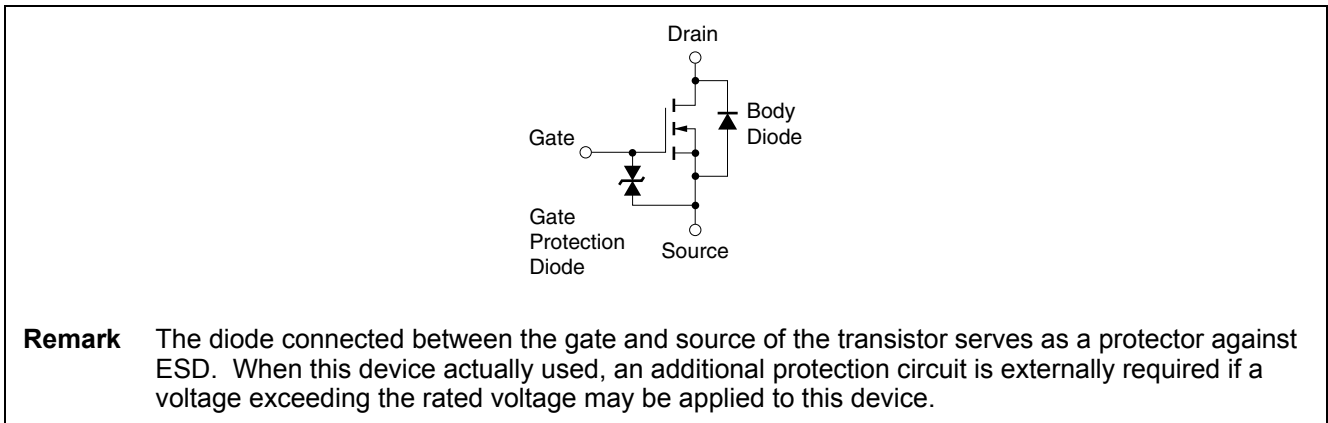 Drain
Body
Diode
Gate
Gate
Protection
Diode
Source
Remark The diode connected between the gate and source of the transistor serves as a protector against
ESD. When this device actually used, an additional protection circuit is externally required if a
voltage exceeding the rated voltage may be applied to this device.